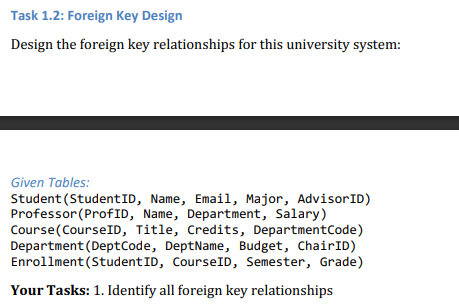 Task 1.2: Foreign Key Design
Design the foreign key relationships for this university system:
Given Tables:
Student(StudentID, Name, Email, Major, AdvisorID)
Professor(ProfID, Name, Department, Salary)
Course(CourseID, Title, Credits, DepartmentCode)
Department(DeptCode, DeptName, Budget, ChairID)
Enrollment(StudentID, CourseID, Semester, Grade)
Your Tasks: 1. Identify all foreign key relationships